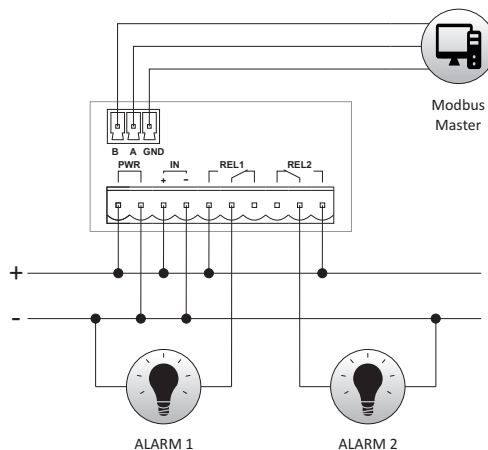 Modbus
Master
B A GND
PWR IN REL1 REL2
+ -
+
-
ALARM 1 ALARM 2